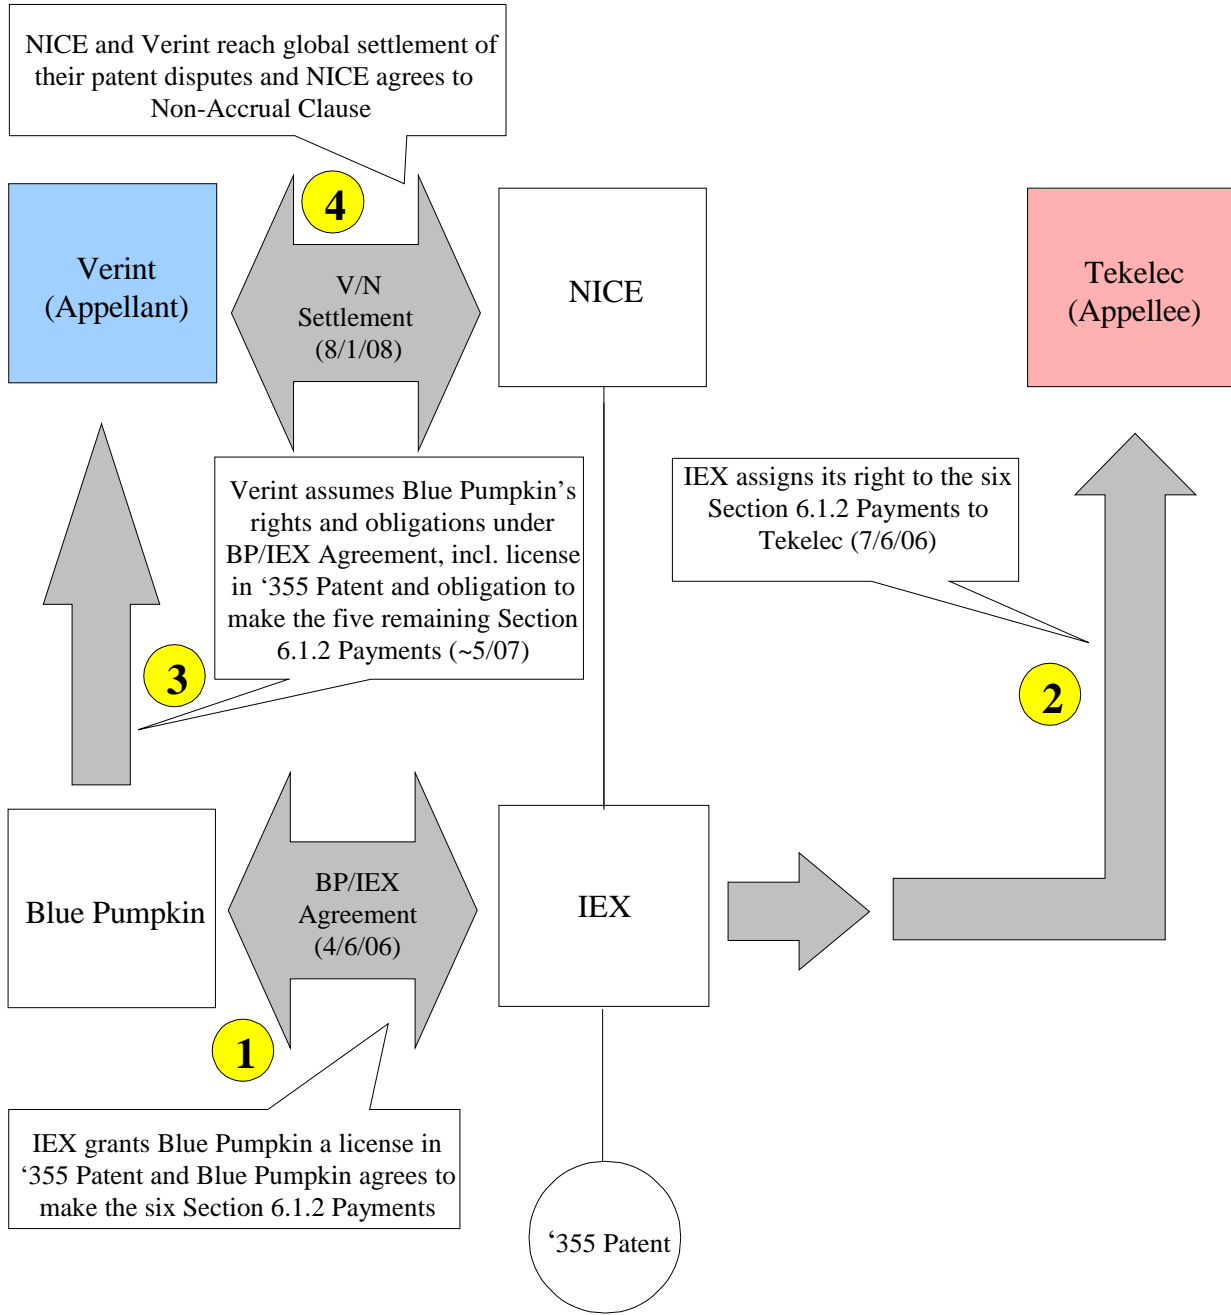 NICE and Verint reach global settlement of
their patent disputes and NICE agrees to
Non-Accrual Clause
4
Verint
(Appellant)
V/N
Settlement
(8/1/08)
NICE
Tekelec
(Appellee)
Verint assumes Blue Pumpkin’s
rights and obligations under
BP/IEX Agreement, incl. license
in ‘355 Patent and obligation to
make the five remaining Section
6.1.2 Payments (~5/07)
IEX assigns its right to the six
Section 6.1.2 Payments to
Tekelec (7/6/06)
3
2
Blue Pumpkin
BP/IEX
Agreement
(4/6/06)
IEX
1
IEX grants Blue Pumpkin a license in
‘355 Patent and Blue Pumpkin agrees to
make the six Section 6.1.2 Payments
‘355 Patent